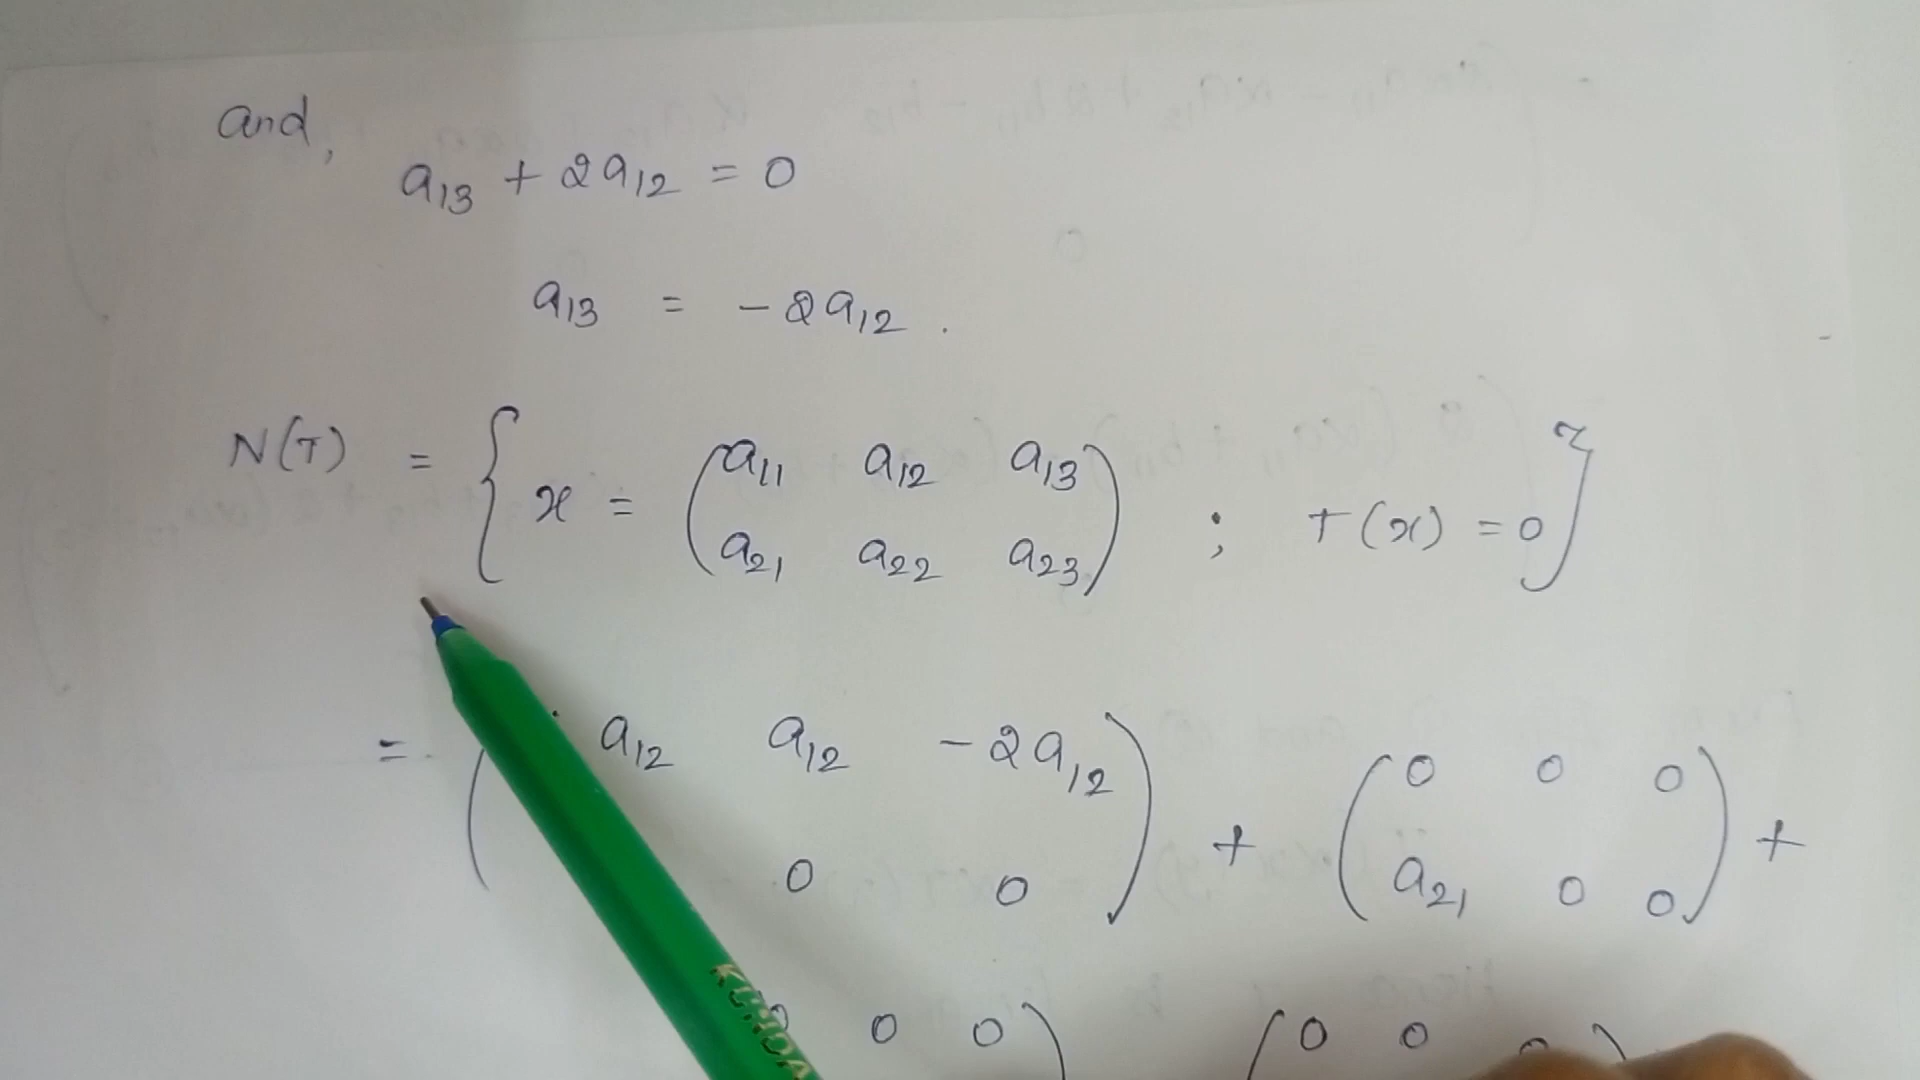 and,
a₁₃ + 2a₁₂ = 0
a₁₃ = -2a₁₂ .
N(T) = { x = ( a₁₁ a₁₂ a₁₃
a₂₁ a₂₂ a₂₃ ) ; T(x) = 0 }
= ( a₁₂ a₁₂ -2a₁₂
0 0 ) + ( 0 0 0
a₂₁ 0 0 ) +
0 0 ) ( 0 0